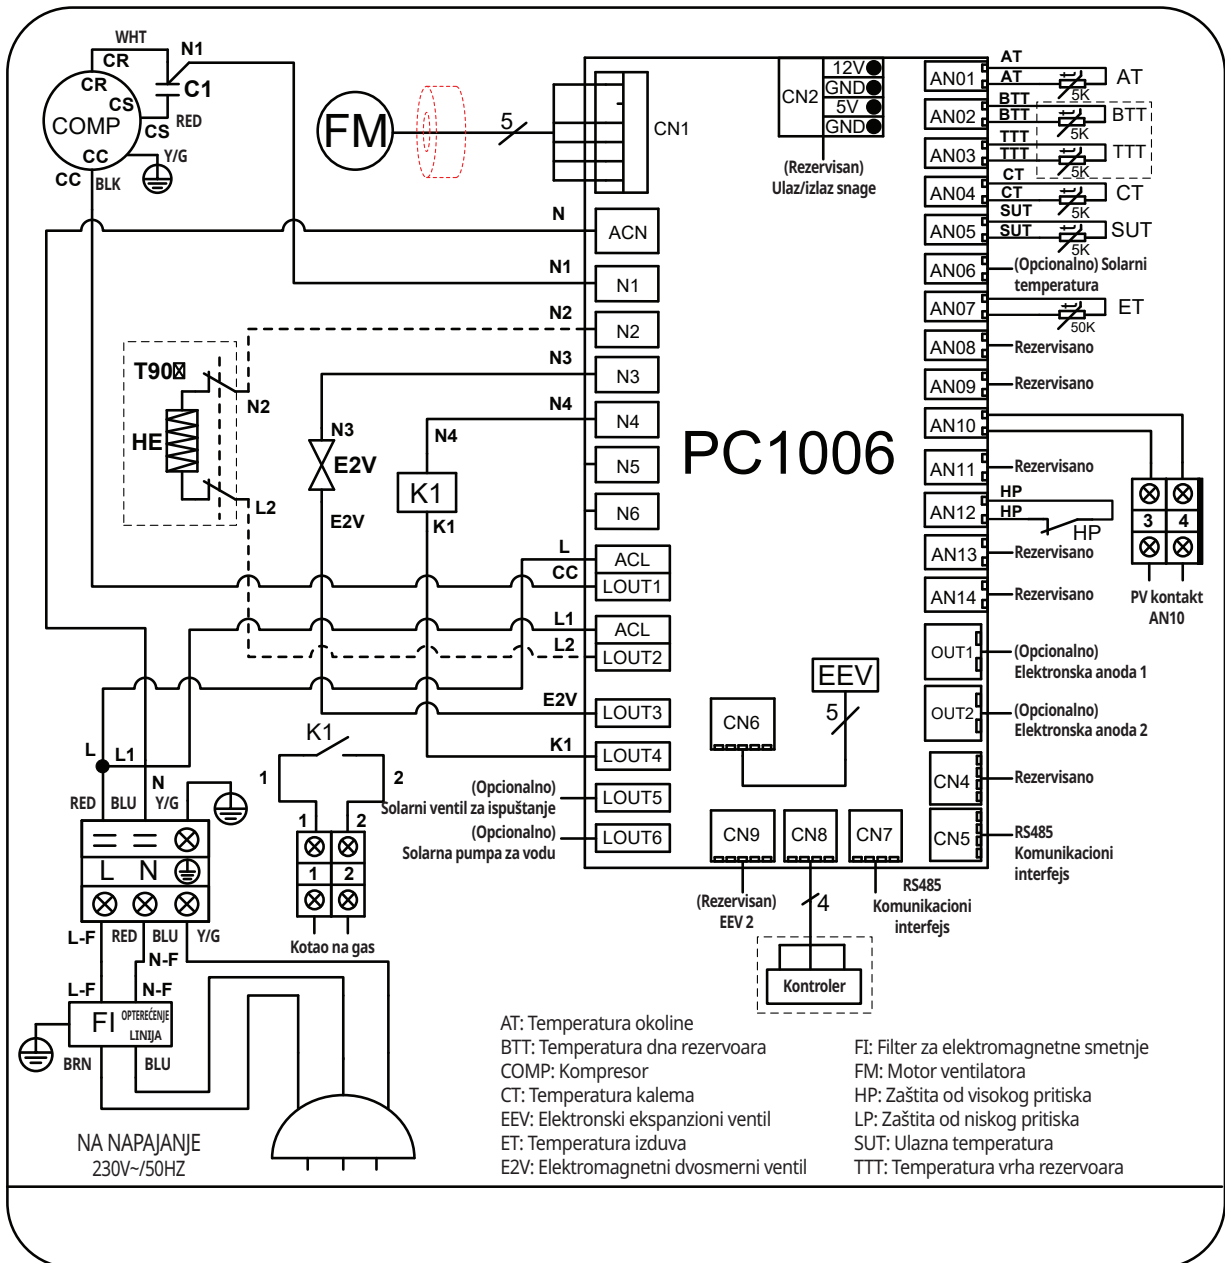 WHT
CR
CR
N1
C1
CS
COMP
CS
RED
CC
Y/G
CC
BLK
FM
5
CN1
CN2
12V
GND
5V
GND
(Rezervisan)
Ulaz/izlaz snage
N
ACN
N1
N1
N2
N2
N3
N3
N4
N4
N5
N6
L
ACL
CC
LOUT1
L1
ACL
L2
LOUT2
E2V
LOUT3
K1
LOUT4
(Opcionalno)
Solarni ventil za ispuštanje
LOUT5
(Opcionalno)
Solarna pumpa za vodu
LOUT6
T90
N2
HE
L2
N3
E2V
E2V
N4
K1
K1
PC1006
AN01
AT
AT
AT
5K
AN02
BTT
BTT
BTT
5K
AN03
TTT
TTT
TTT
5K
AN04
CT
CT
CT
5K
AN05
SUT
SUT
SUT
5K
AN06
(Opcionalno) Solarni
temperatura
AN07
ET
50K
AN08
Rezervisano
AN09
Rezervisano
AN10
AN11
Rezervisano
AN12
HP
HP
HP
AN13
Rezervisano
AN14
Rezervisano
3
4
PV kontakt
AN10
OUT1
(Opcionalno)
Elektronska anoda 1
OUT2
(Opcionalno)
Elektronska anoda 2
CN4
Rezervisano
CN5
RS485
Komunikacioni
interfejs
EEV
5
CN6
CN9
CN8
CN7
(Rezervisan)
EEV 2
4
RS485
Komunikacioni
interfejs
Kontroler
L
L1
N
RED
BLU
Y/G
L
N
L-F
RED
BLU
Y/G
N-F
L-F
N-F
FI
OPTEREĆENJE
LINIJA
BRN
BLU
K1
1
2
1
2
1
2
Kotao na gas
NA NAPAJANJE
230V~/50HZ
AT: Temperatura okoline
BTT: Temperatura dna rezervoara
COMP: Kompresor
CT: Temperatura kalema
EEV: Elektronski ekspanzioni ventil
ET: Temperatura izduva
E2V: Elektromagnetni dvosmerni ventil
FI: Filter za elektromagnetne smetnje
FM: Motor ventilatora
HP: Zaštita od visokog pritiska
LP: Zaštita od niskog pritiska
SUT: Ulazna temperatura
TTT: Temperatura vrha rezervoara